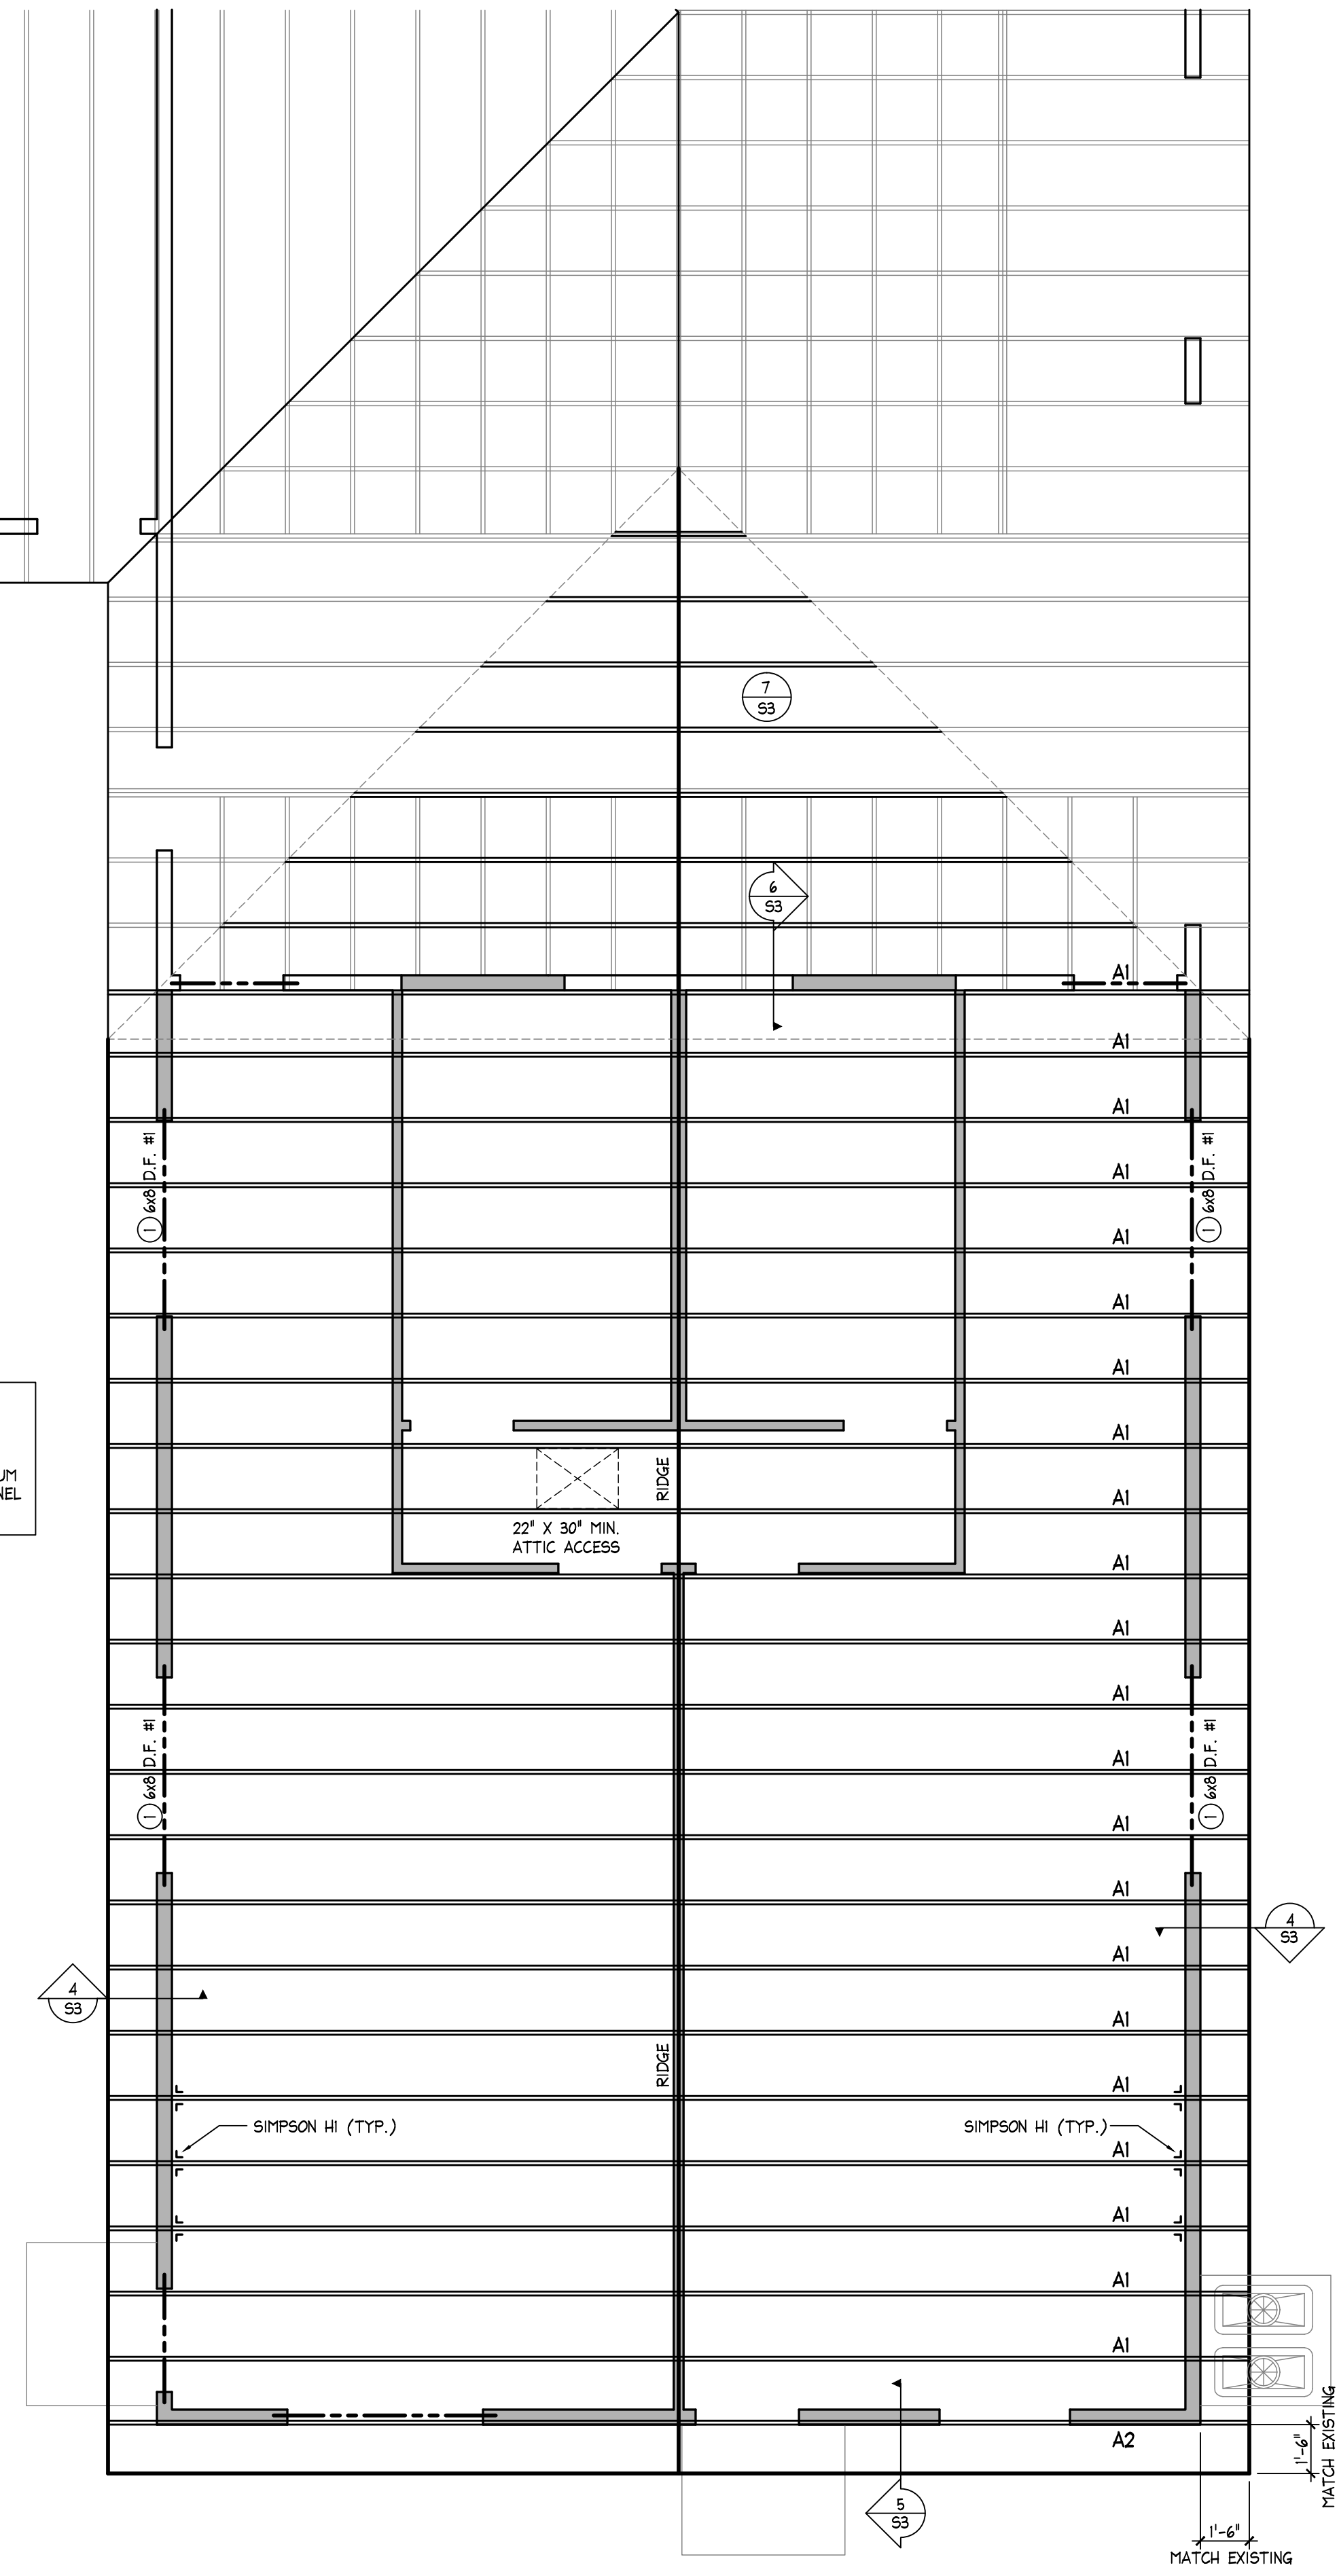 7
S3
6
S3
A1
A1
A1
1 6x8 D.F. #1
1 6x8 D.F. #1
A1
A1
A1
A1
A1
RIDGE
UM
NEL
A1
22" X 30" MIN.
ATTIC ACCESS
A1
A1
A1
1 6x8 D.F. #1
1 6x8 D.F. #1
A1
A1
A1
4
S3
A1
4
S3
A1
RIDGE
A1
SIMPSON H1 (TYP.)
SIMPSON H1 (TYP.)
A1
A1
A1
A1
A2
1'-6"
MATCH EXISTING
5
S3
1'-6"
MATCH EXISTING